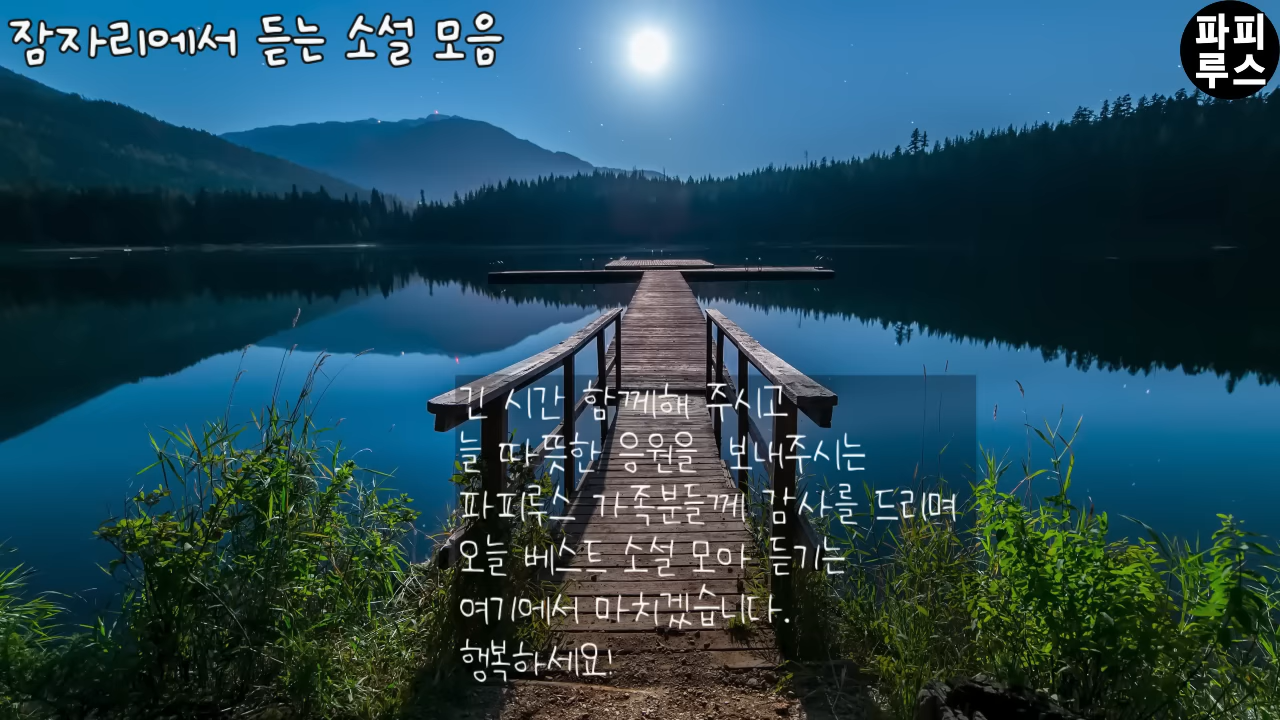 잠자리에서 듣는 소설 모음
파피
루스
긴 시간 함께해 주시고
늘 따뜻한 응원을 보내주시는
파피루스 가족분들께 감사를 드리며
오늘 베스트 소설 모아 듣기는
여기에서 마치겠습니다.
행복하세요!